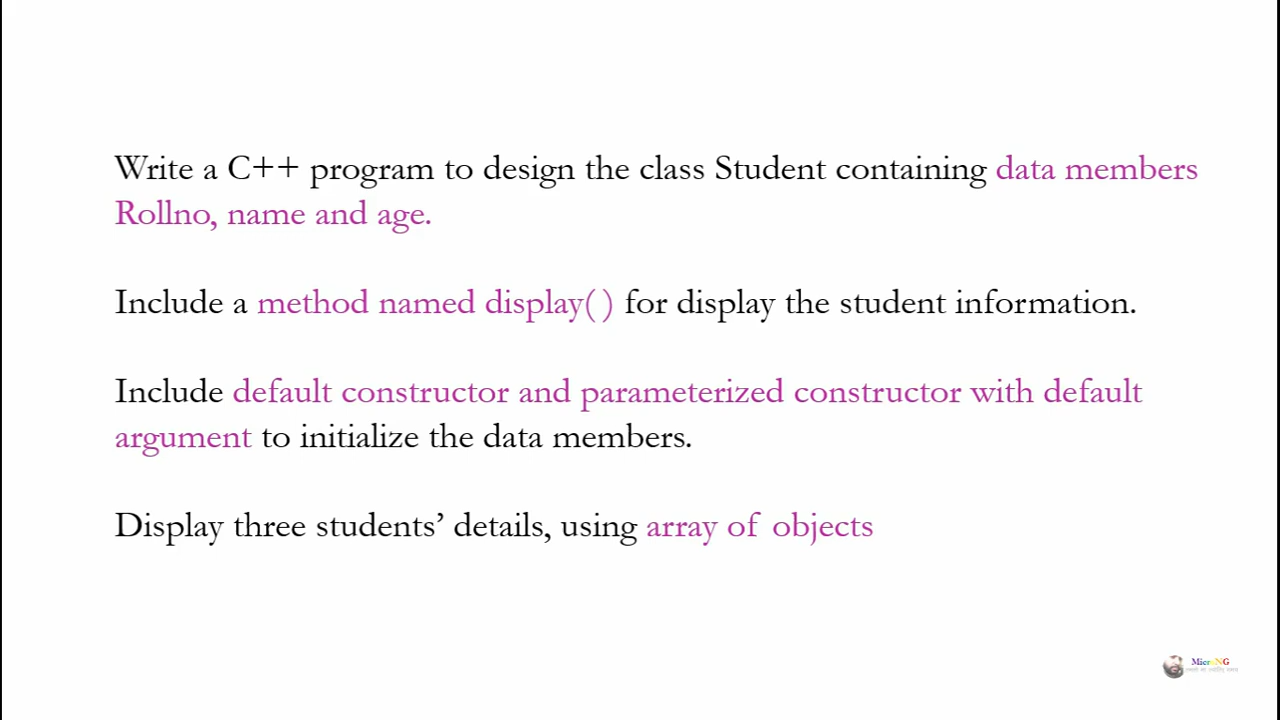 Write a C++ program to design the class Student containing data members
Rollno, name and age.
Include a method named display( ) for display the student information.
Include default constructor and parameterized constructor with default
argument to initialize the data members.
Display three students’ details, using array of objects
MicroNG